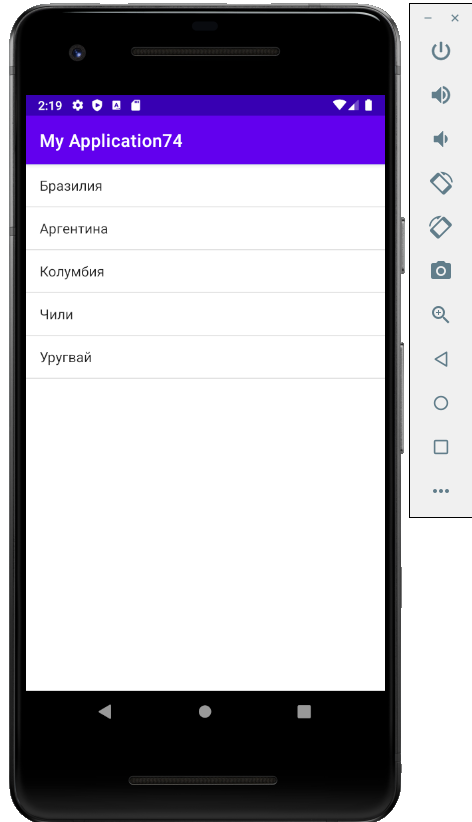 2:19
My Application74
Бразилия
Аргентина
Колумбия
Чили
Уругвай